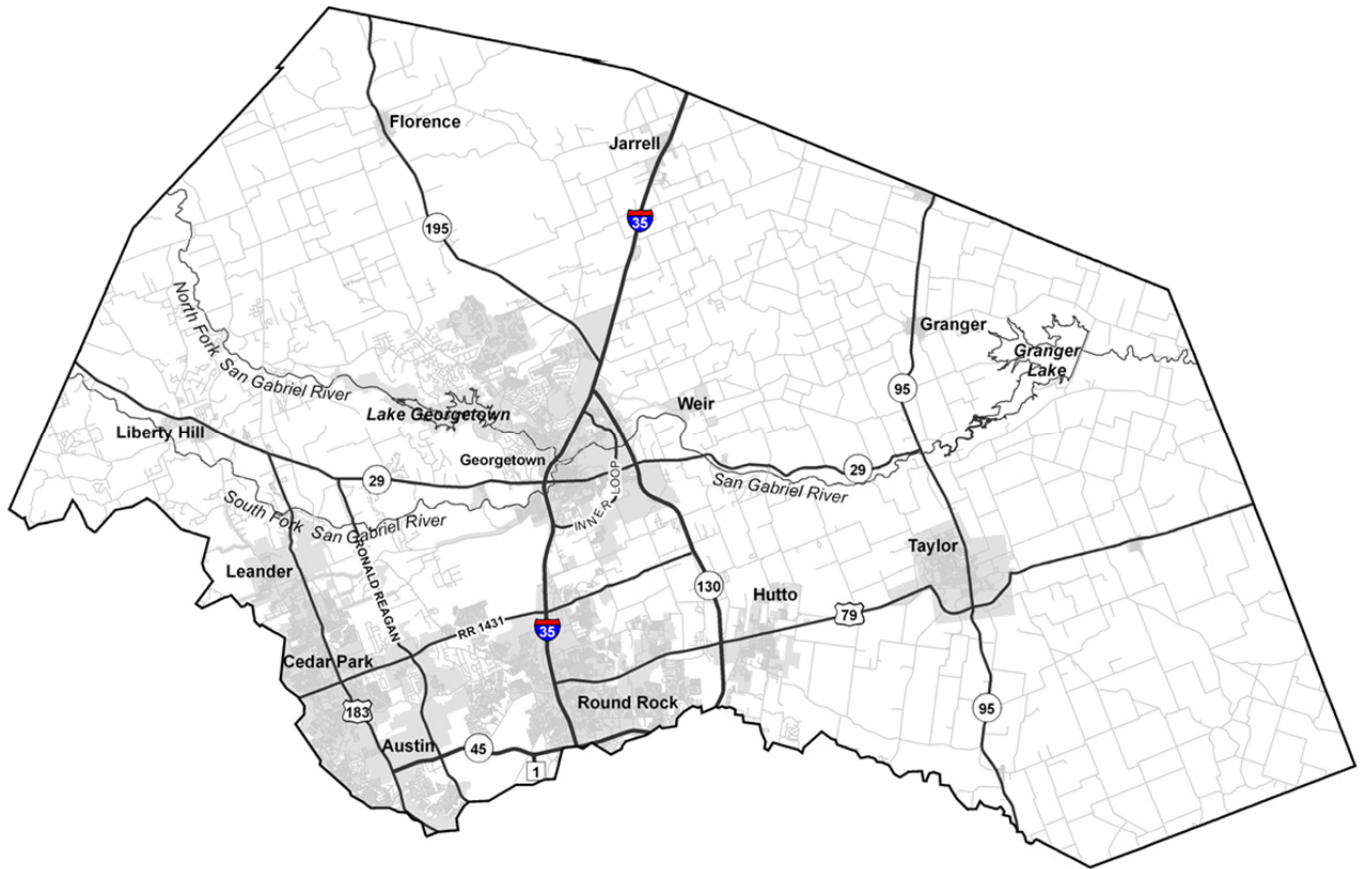 Florence
Jarrell
35
195
North Fork San Gabriel River
Granger
Granger
Lake
95
Lake Georgetown
Weir
Liberty Hill
Georgetown
29
29
INNER LOOP
San Gabriel River
South Fork San Gabriel River
RONALD REAGAN
Taylor
Leander
130
Hutto
79
RR 1431
35
Cedar Park
183
Round Rock
95
Austin
45
1